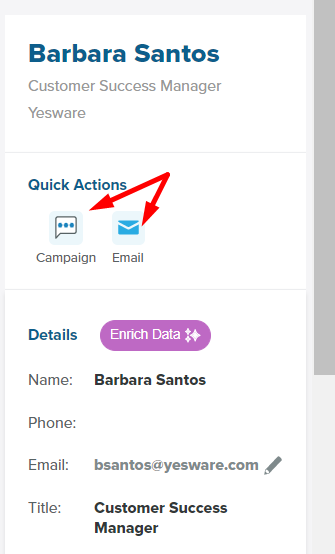 Barbara Santos
Customer Success Manager
Yesware
Quick Actions
Campaign Email
Details Enrich Data
Name: Barbara Santos
Phone:
Email: bsantos@yesware.com
Title: Customer Success
Manager